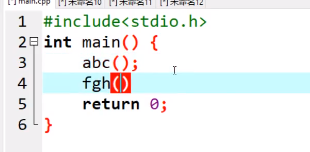 main.cpp [*]未命名10 [*]未命名11 [*]未命名12
1 #include<stdio.h>
2 int main() {
3 abc();
4 fgh()
5 return 0;
6 }